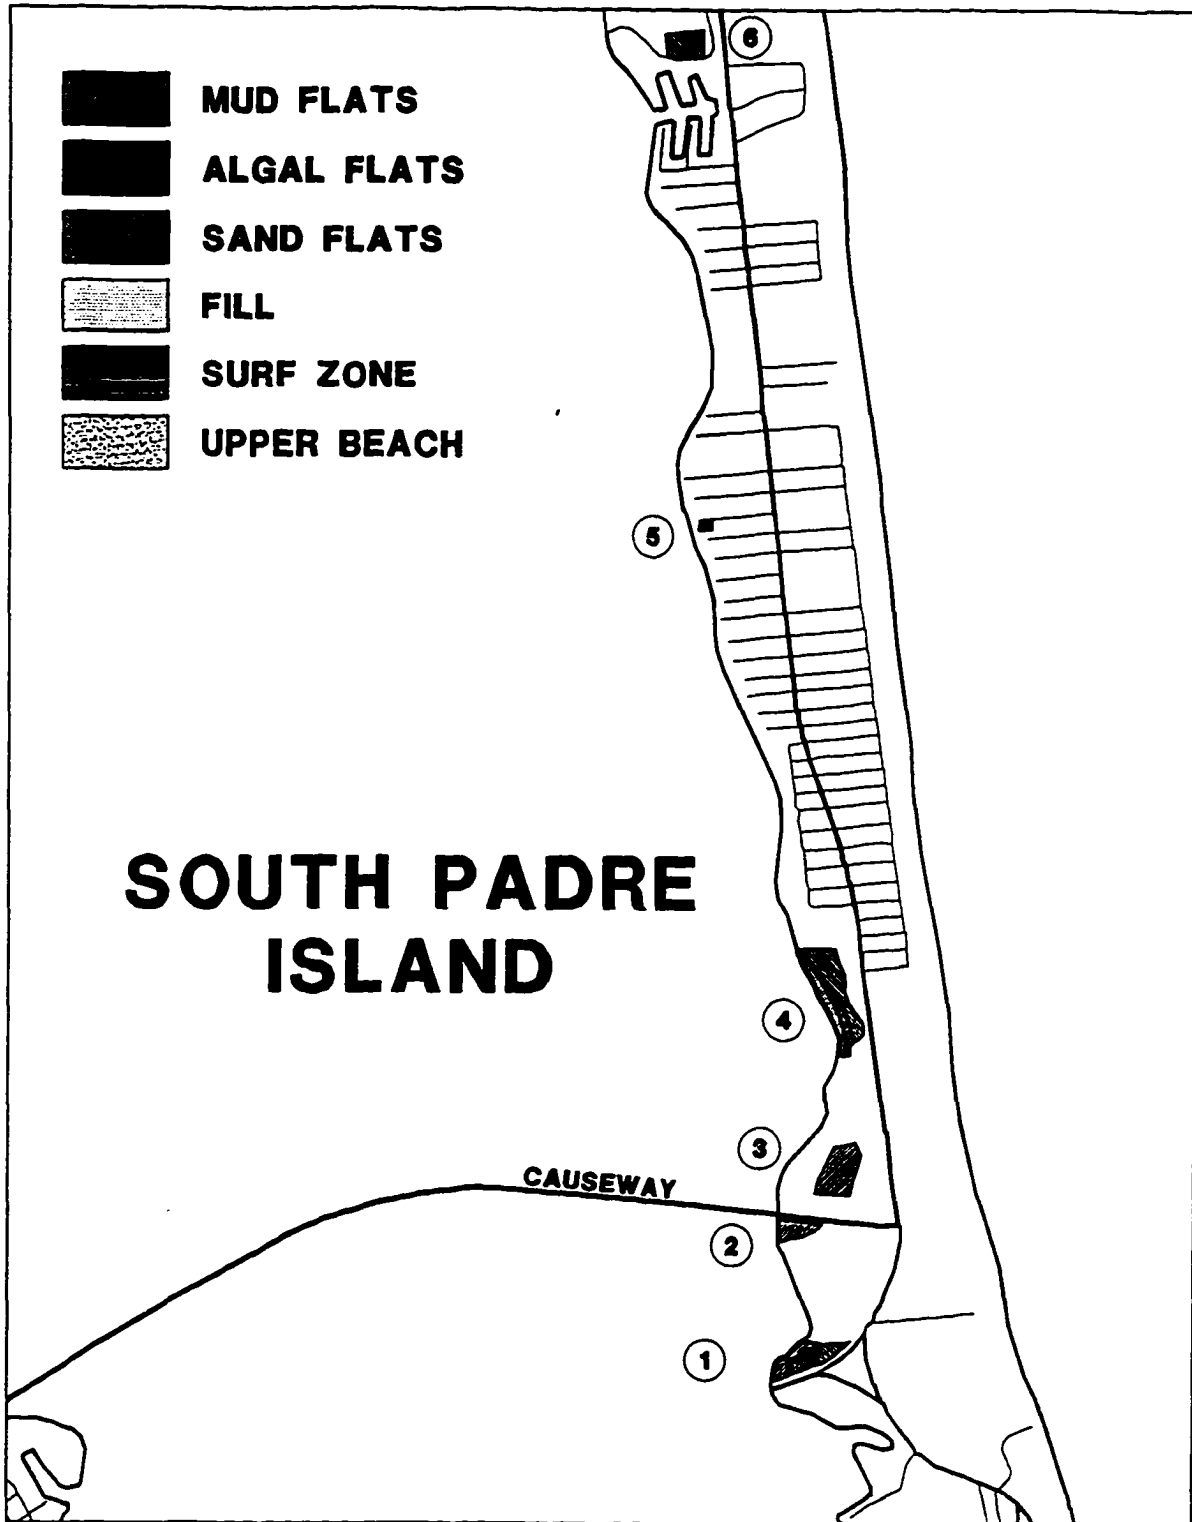 MUD FLATS
ALGAL FLATS
SAND FLATS
FILL
SURF ZONE
UPPER BEACH
6
5
SOUTH PADRE
ISLAND
4
3
CAUSEWAY
2
1